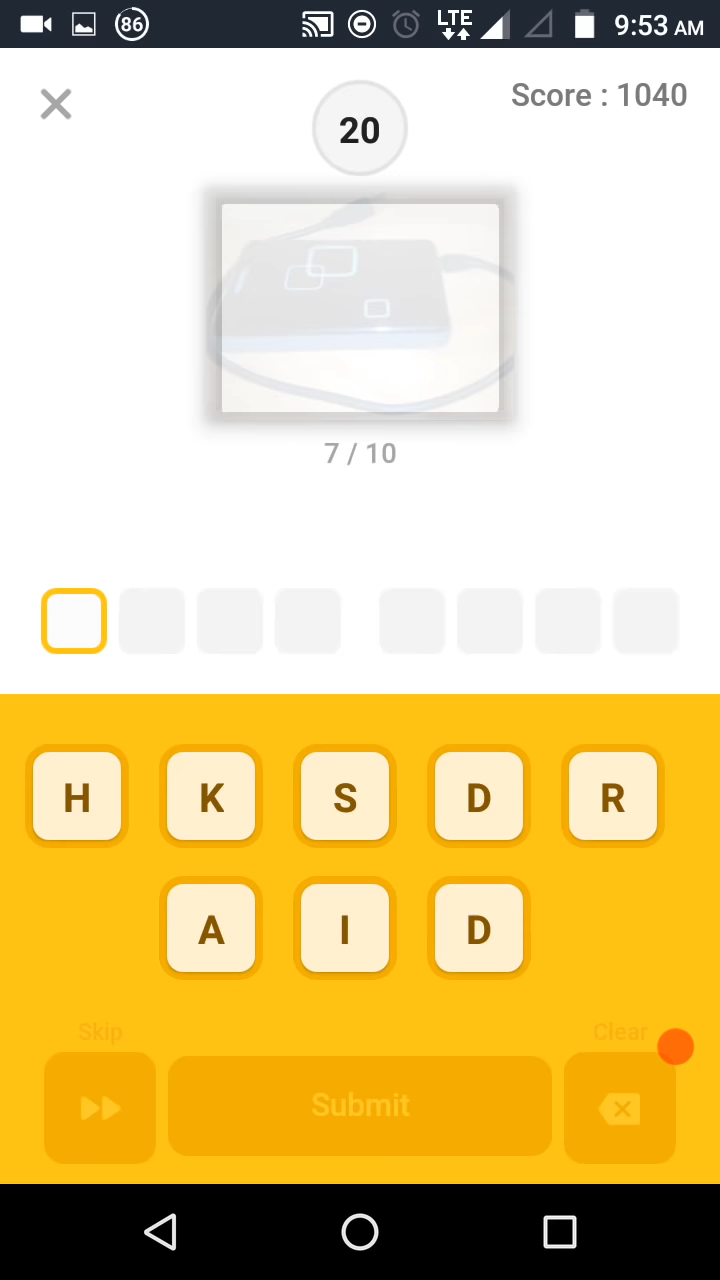 86 LTE 9:53 AM
Score : 1040
20
7 / 10
H K S D R
A I D
Skip Clear
Submit